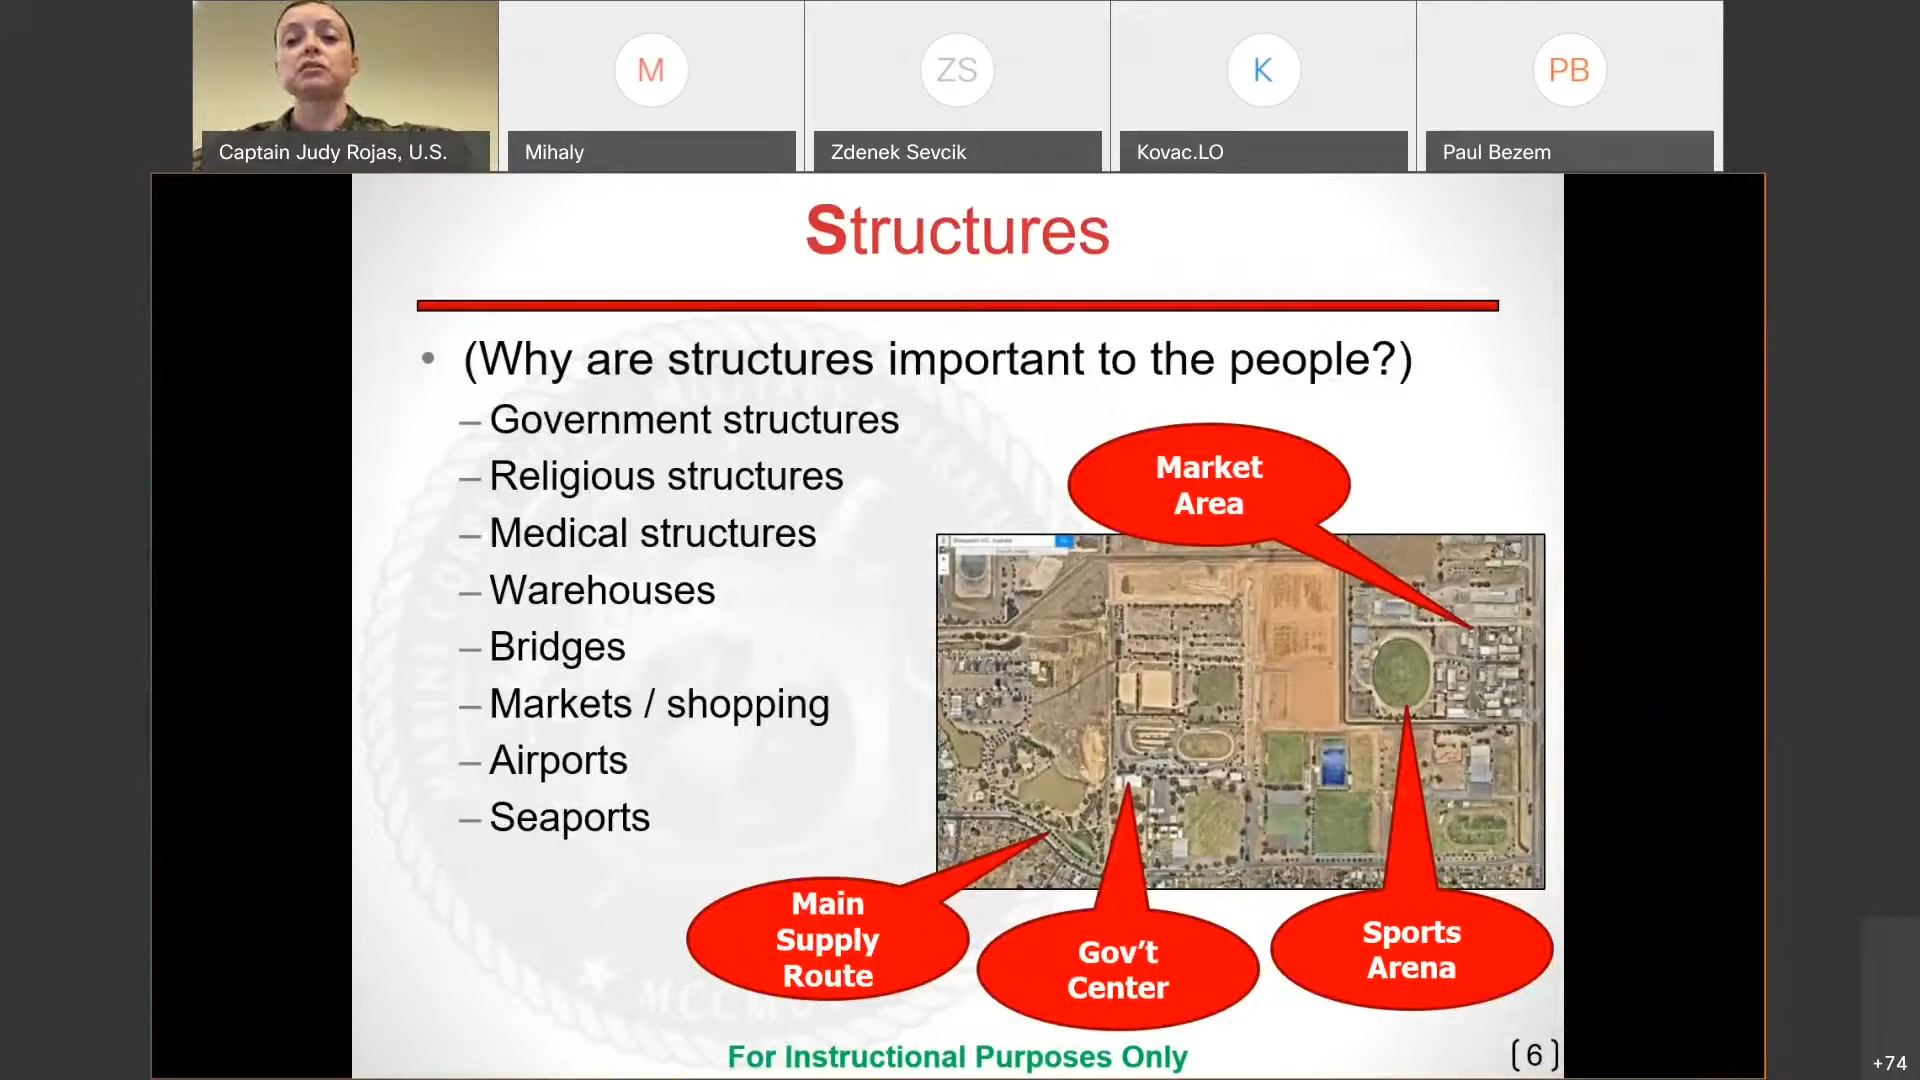 M
ZS
K
PB
Captain Judy Rojas, U.S.
Mihaly
Zdenek Sevcik
Kovac.LO
Paul Bezem
Structures
• (Why are structures important to the people?)
– Government structures
– Religious structures
– Medical structures
– Warehouses
– Bridges
– Markets / shopping
– Airports
– Seaports
Market
Area
Main
Supply
Route
Gov't
Center
Sports
Arena
For Instructional Purposes Only
[6]
+74